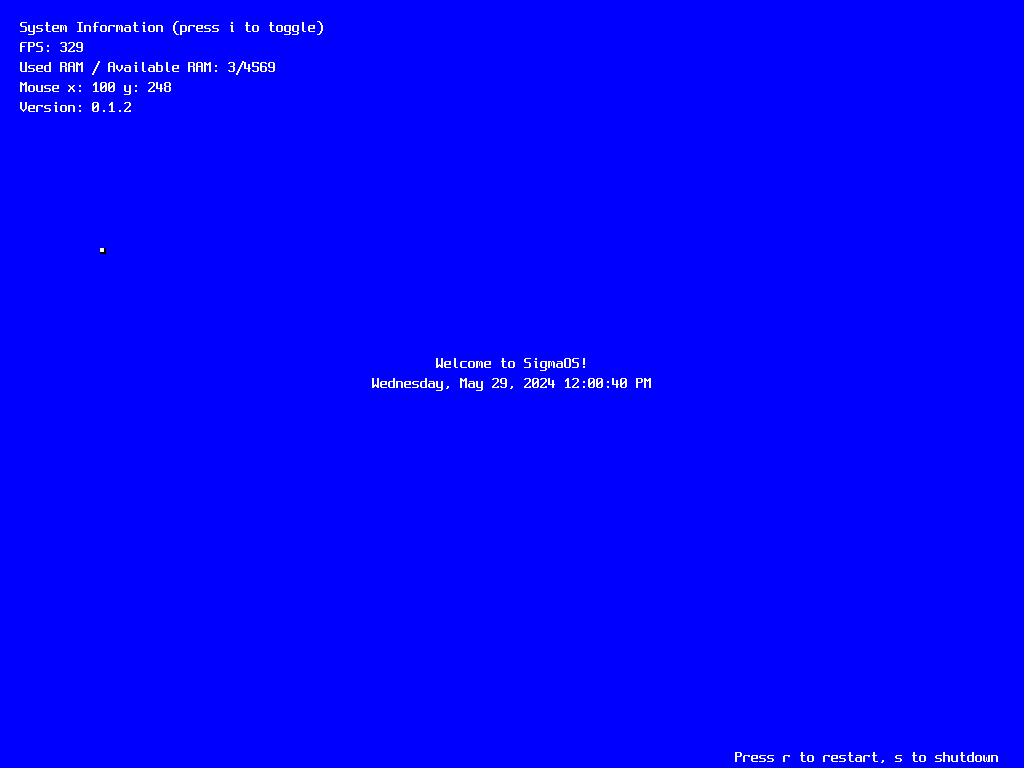 System Information (press i to toggle)
FPS: 329
Used RAM / Available RAM: 3/4569
Mouse x: 100 y: 248
Version: 0.1.2
Welcome to SigmaOS!
Wednesday, May 29, 2024 12:00:40 PM
Press r to restart, s to shutdown